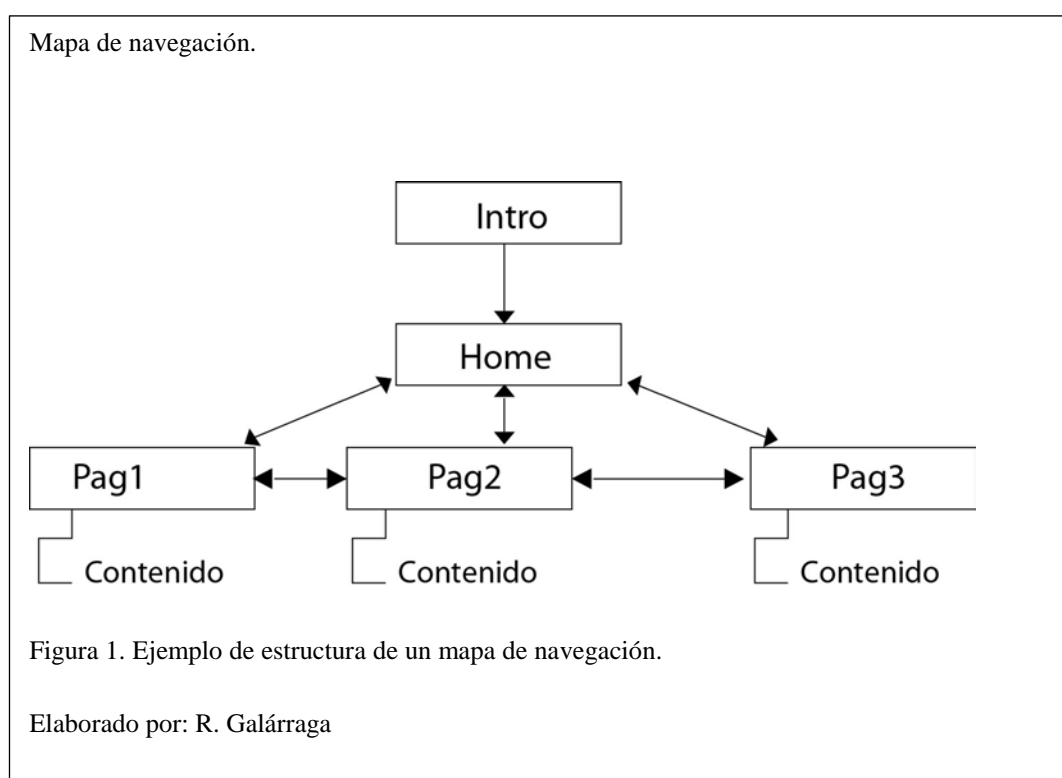 Mapa de navegación.
Intro
Home
Pag1 Pag2 Pag3
Contenido Contenido Contenido
Figura 1. Ejemplo de estructura de un mapa de navegación.
Elaborado por: R. Galárraga